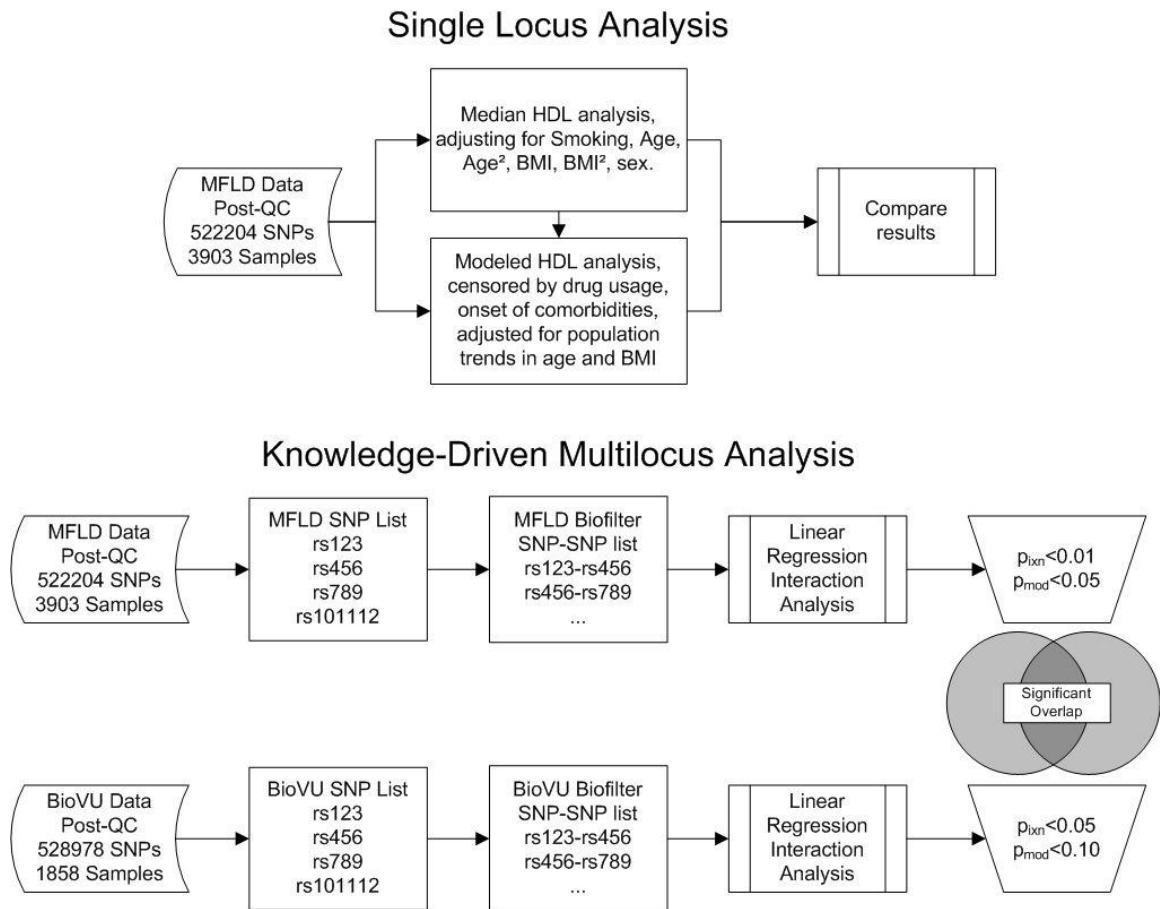 Single Locus Analysis
Median HDL analysis,
adjusting for Smoking, Age,
Age², BMI, BMI², sex.
MFLD Data
Post-QC
522204 SNPs
3903 Samples
Modeled HDL analysis,
censored by drug usage,
onset of comorbidities,
adjusted for population
trends in age and BMI
Compare
results
Knowledge-Driven Multilocus Analysis
MFLD Data
Post-QC
522204 SNPs
3903 Samples
MFLD SNP List
rs123
rs456
rs789
rs101112
MFLD Biofilter
SNP-SNP list
rs123-rs456
rs456-rs789
...
Linear
Regression
Interaction
Analysis
pixn<0.01
pmod<0.05
Significant
Overlap
BioVU Data
Post-QC
528978 SNPs
1858 Samples
BioVU SNP List
rs123
rs456
rs789
rs101112
BioVU Biofilter
SNP-SNP list
rs123-rs456
rs456-rs789
...
Linear
Regression
Interaction
Analysis
pixn<0.05
pmod<0.10